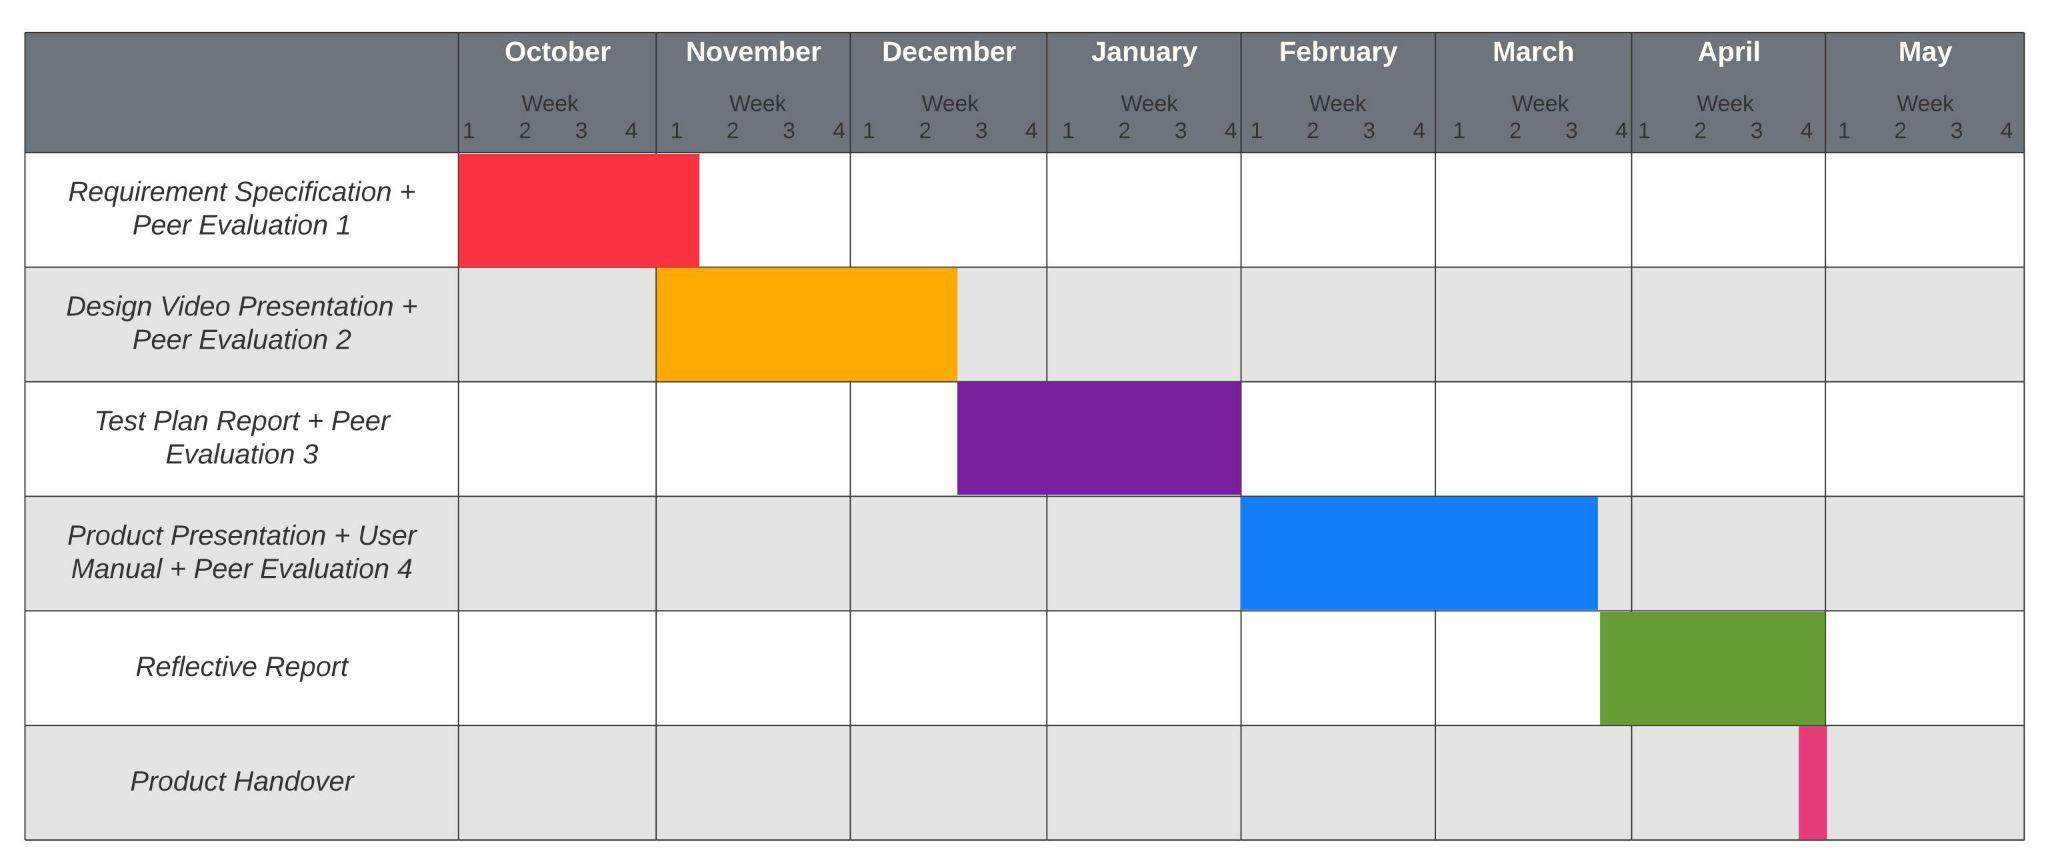 October November December January February March April May
Week Week Week Week Week Week Week Week
1 2 3 4 1 2 3 4 1 2 3 4 1 2 3 4 1 2 3 4 1 2 3 4 1 2 3 4 1 2 3 4
Requirement Specification +
Peer Evaluation 1
Design Video Presentation +
Peer Evaluation 2
Test Plan Report + Peer
Evaluation 3
Product Presentation + User
Manual + Peer Evaluation 4
Reflective Report
Product Handover